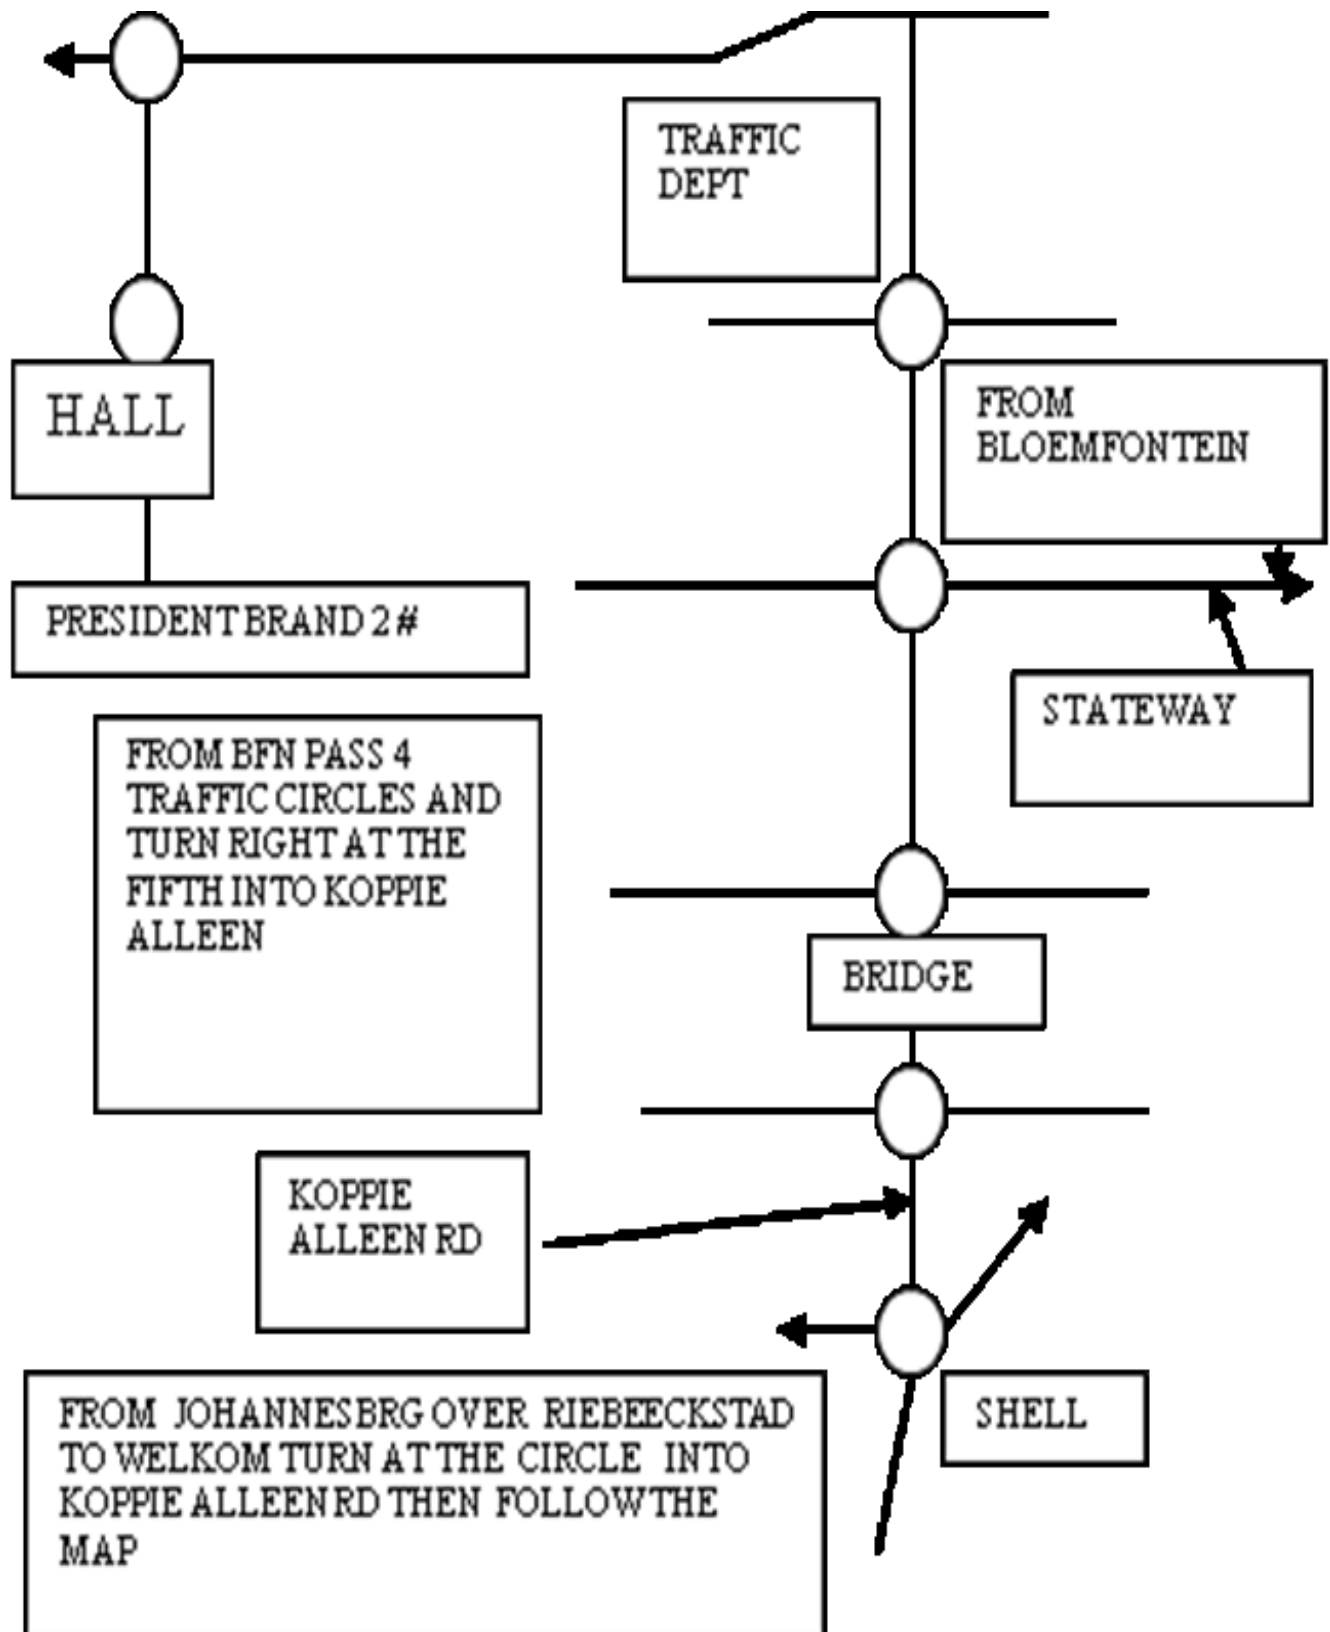 TRAFFIC
DEPT
HALL
FROM
BLOEMFONTEIN
PRESIDENT BRAND 2#
STATEWAY
FROM BFN PASS 4
TRAFFIC CIRCLES AND
TURN RIGHT AT THE
FIFTH INTO KOPPIE
ALLEEN
BRIDGE
KOPPIE
ALLEEN RD
FROM JOHANNESBRG OVER RIEBEECKSTAD
TO WELKOM TURN AT THE CIRCLE INTO
KOPPIE ALLEEN RD THEN FOLLOW THE
MAP
SHELL